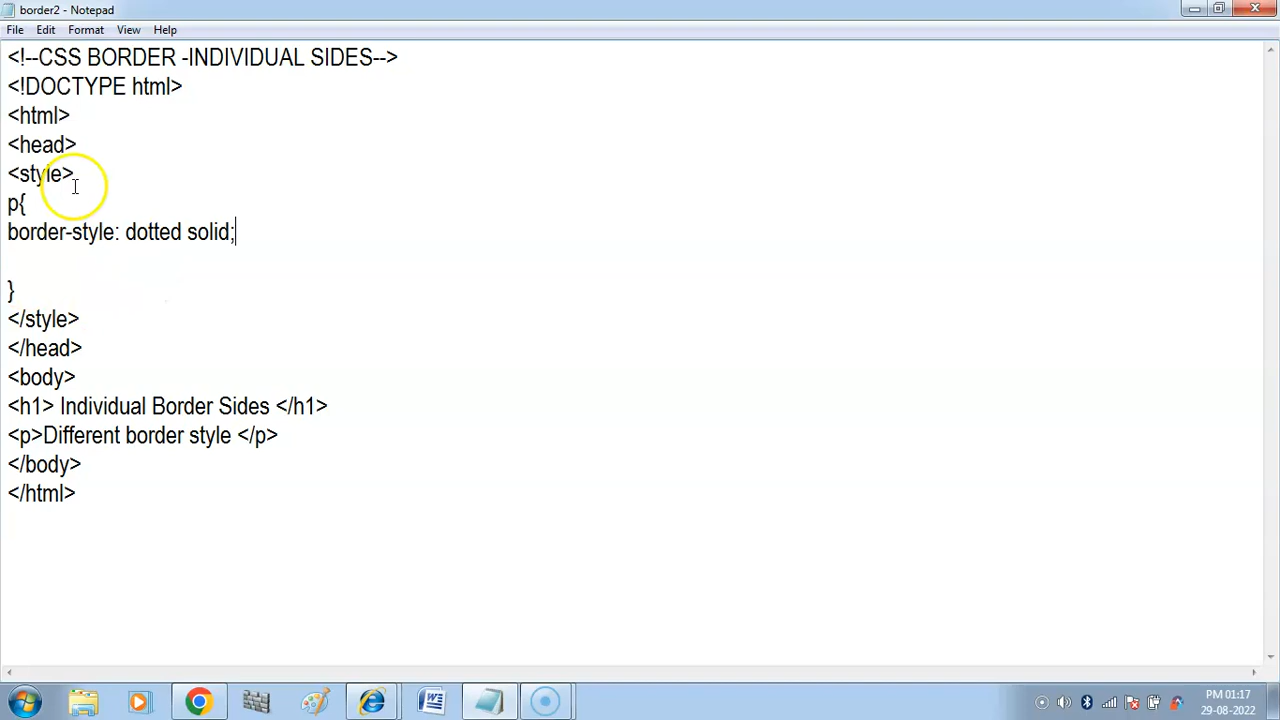 border2 - Notepad
File Edit Format View Help
<!--CSS BORDER -INDIVIDUAL SIDES-->
<!DOCTYPE html>
<html>
<head>
<style>
p{
border-style: dotted solid;
}
</style>
</head>
<body>
<h1> Individual Border Sides </h1>
<p>Different border style </p>
</body>
</html>
PM 01:17
29-08-2022